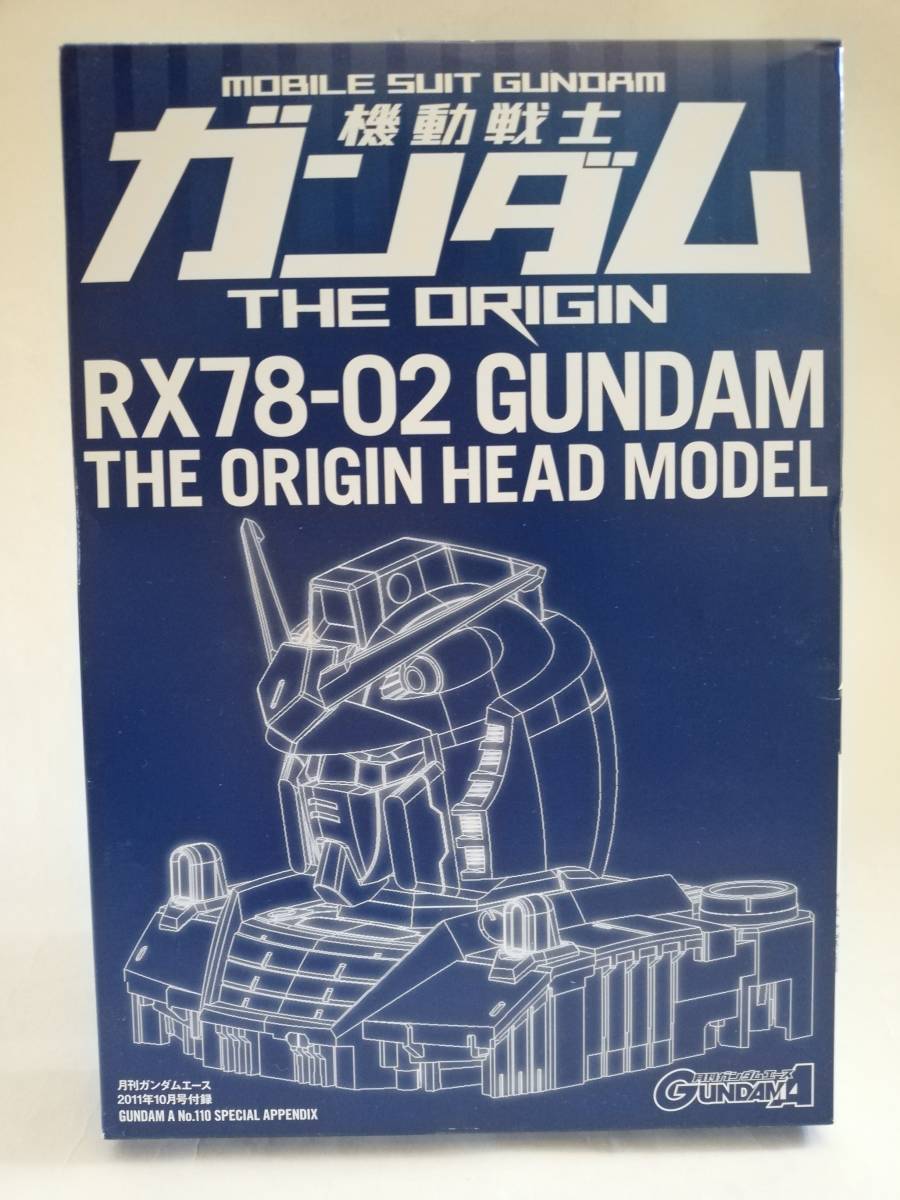 MOBILE SUIT GUNDAM
機動戦士
ガンダム
THE ORIGIN
RX78-02 GUNDAM
THE ORIGIN HEAD MODEL
月刊ガンダムエース
2011年10月号付録
GUNDAM A No.110 SPECIAL APPENDIX
月刊ガンダムエース
GUNDAM A